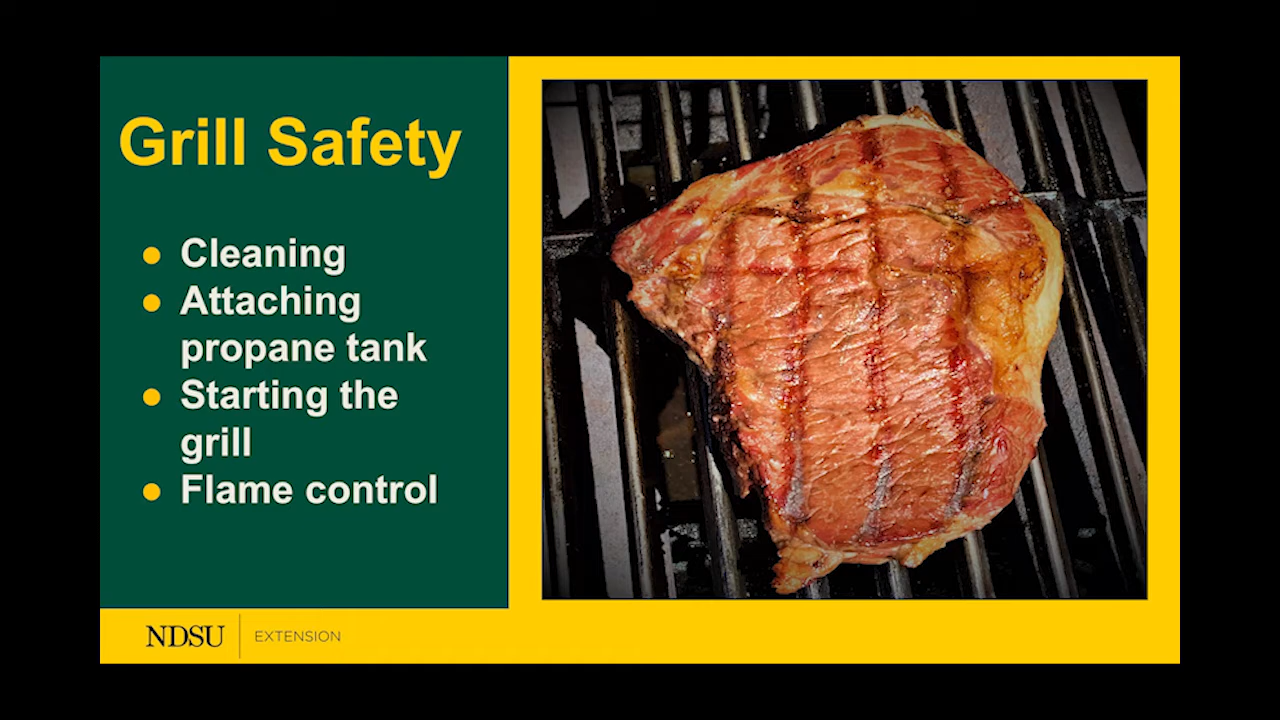 Grill Safety
Cleaning
Attaching
propane tank
Starting the
grill
Flame control
NDSU
EXTENSION